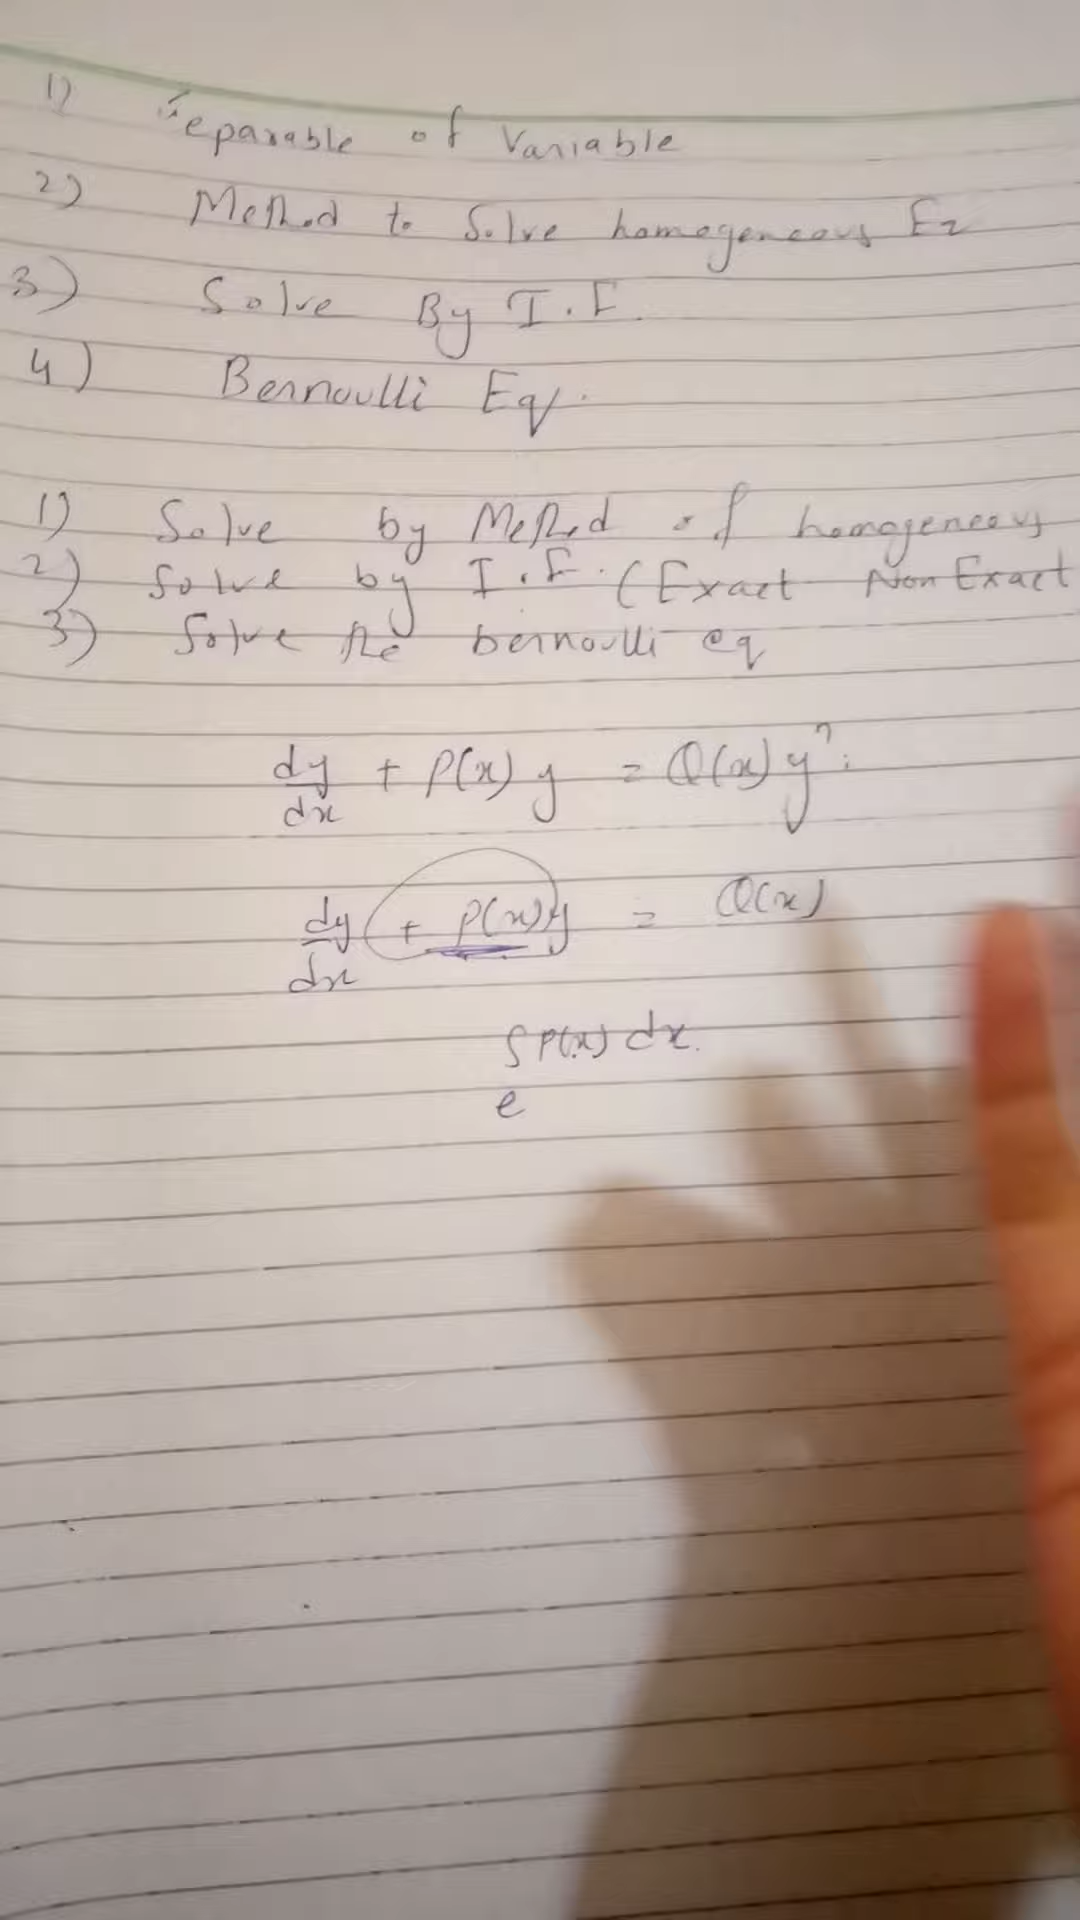 1) Separable of Variable
2) Method to Solve homogeneous Eq
3) Solve By I.F.
4) Bernoulli Eq.
1) Solve by Method of homogeneous
2) Solve by I.F. (Exact Non Exact
3) Solve the bernoulli eq
dy/dx + P(x) y = Q(x) yⁿ.
dy/dx + P(x)y = Q(x)
∫P(x) dx.
e